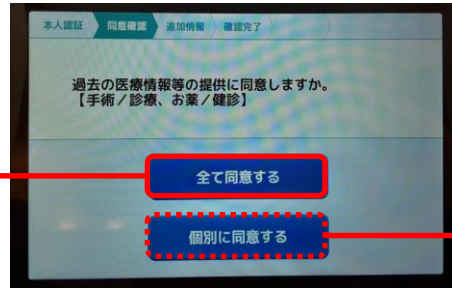 本人認証
同意確認
追加情報
確認完了
過去の医療情報等の提供に同意しますか。
【手術/診療、お薬/健診】
全て同意する
個別に同意する